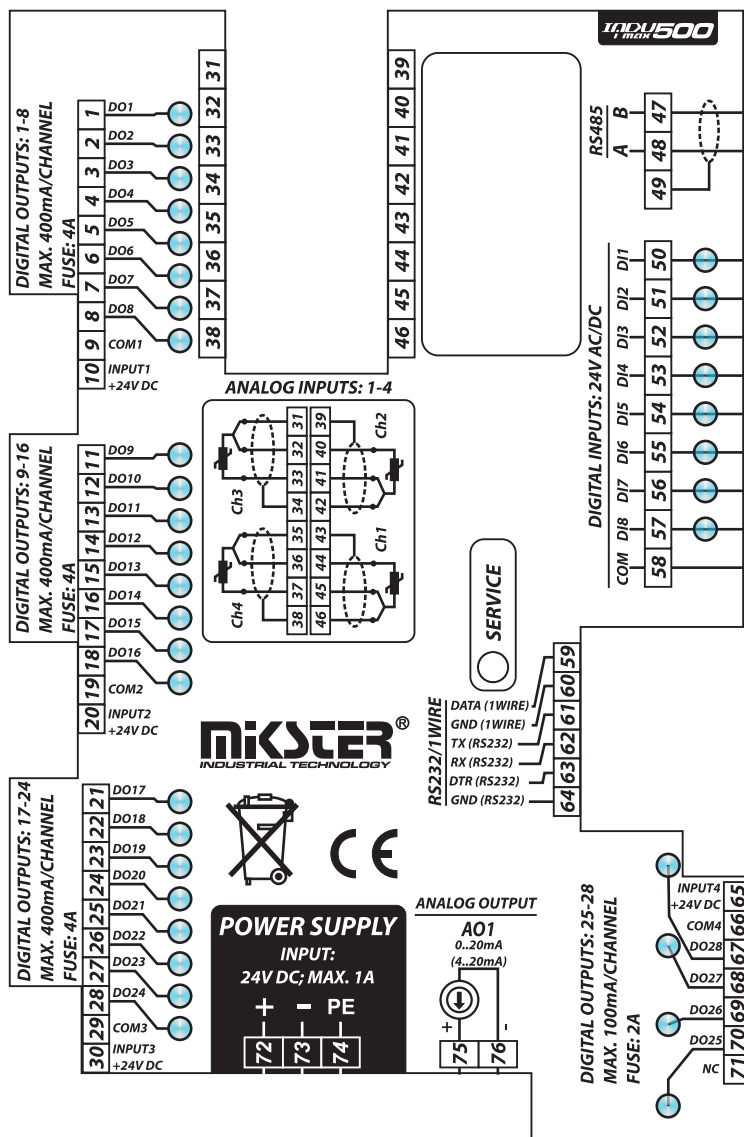 INDU
i max 500
DIGITAL OUTPUTS: 1-8
MAX. 400mA/CHANNEL
FUSE: 4A
1 DO1
2 DO2
3 DO3
4 DO4
5 DO5
6 DO6
7 DO7
8 DO8
9 COM1
10 INPUT1
+24V DC
31
32
33
34
35
36
37
38
39
40
41
42
43
44
45
46
RS485
B 47
A 48
49
DIGITAL INPUTS: 24V AC/DC
DI1 50
DI2 51
DI3 52
DI4 53
DI5 54
DI6 55
DI7 56
DI8 57
COM 58
DIGITAL OUTPUTS: 9-16
MAX. 400mA/CHANNEL
FUSE: 4A
11 DO9
12 DO10
13 DO11
14 DO12
15 DO13
16 DO14
17 DO15
18 DO16
19 COM2
20 INPUT2
+24V DC
ANALOG INPUTS: 1-4
Ch3
31 39
32 40
33 41
34 42
Ch2
Ch4
35 43
36 44
37 45
38 46
Ch1
SERVICE
RS232/1WIRE
DATA (1WIRE) 59
GND (1WIRE) 60
TX (RS232) 61
RX (RS232) 62
DTR (RS232) 63
GND (RS232) 64
MiKSTER®
INDUSTRIAL TECHNOLOGY
CE
DIGITAL OUTPUTS: 17-24
MAX. 400mA/CHANNEL
FUSE: 4A
21 DO17
22 DO18
23 DO19
24 DO20
25 DO21
26 DO22
27 DO23
28 DO24
29 COM3
30 INPUT3
+24V DC
POWER SUPPLY
INPUT:
24V DC; MAX. 1A
+ − PE
72 73 74
ANALOG OUTPUT
AO1
0..20mA
(4..20mA)
+ -
75 76
DIGITAL OUTPUTS: 25-28
MAX. 100mA/CHANNEL
FUSE: 2A
INPUT4 65
+24V DC
COM4 66
DO28 67
DO27 68
DO26 69
DO25 70
NC 71